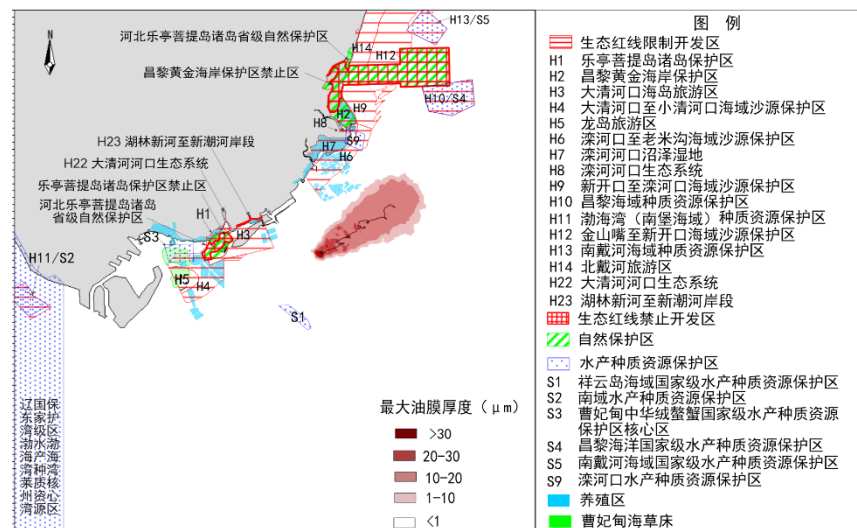 N
H13/S5
河北乐亭菩提岛诸岛省级自然保护区
H14
H12
昌黎黄金海岸保护区禁止区
H10/S4
H9
H2
H8
S9
H7
H6
H23 湖林新河至新潮河岸段
H22 大清河河口生态系统
乐亭菩提岛诸岛保护区禁止区
河北乐亭菩提岛诸岛
省级自然保护区
H1
S3
H3
H11/S2
H5
H4
S1
辽国保
东家护
湾级区
渤水渤
海产海
湾种湾
莱质核
州资心
湾源区
最大油膜厚度（μm）
>30
20-30
10-20
1-10
<1
图 例
生态红线限制开发区
H1 乐亭菩提岛诸岛保护区
H2 昌黎黄金海岸保护区
H3 大清河口海岛旅游区
H4 大清河口至小清河口海域沙源保护区
H5 龙岛旅游区
H6 滦河口至老米沟海域沙源保护区
H7 滦河河口沼泽湿地
H8 滦河口生态系统
H9 新开口至滦河口海域沙源保护区
H10 昌黎海域种质资源保护区
H11 渤海湾（南堡海域）种质资源保护区
H12 金山嘴至新开口海域沙源保护区
H13 南戴河海域种质资源保护区
H14 北戴河旅游区
H22 大清河河口生态系统
H23 湖林新河至新潮河岸段
生态红线禁止开发区
自然保护区
水产种质资源保护区
S1 祥云岛海域国家级水产种质资源保护区
S2 南域水产种质资源保护区
S3 曹妃甸中华绒螯蟹国家级水产种质资源
保护区核心区
S4 昌黎海洋国家级水产种质资源保护区
S5 南戴河海域国家级水产种质资源保护区
S9 滦河口水产种质资源保护区
养殖区
曹妃甸海草床